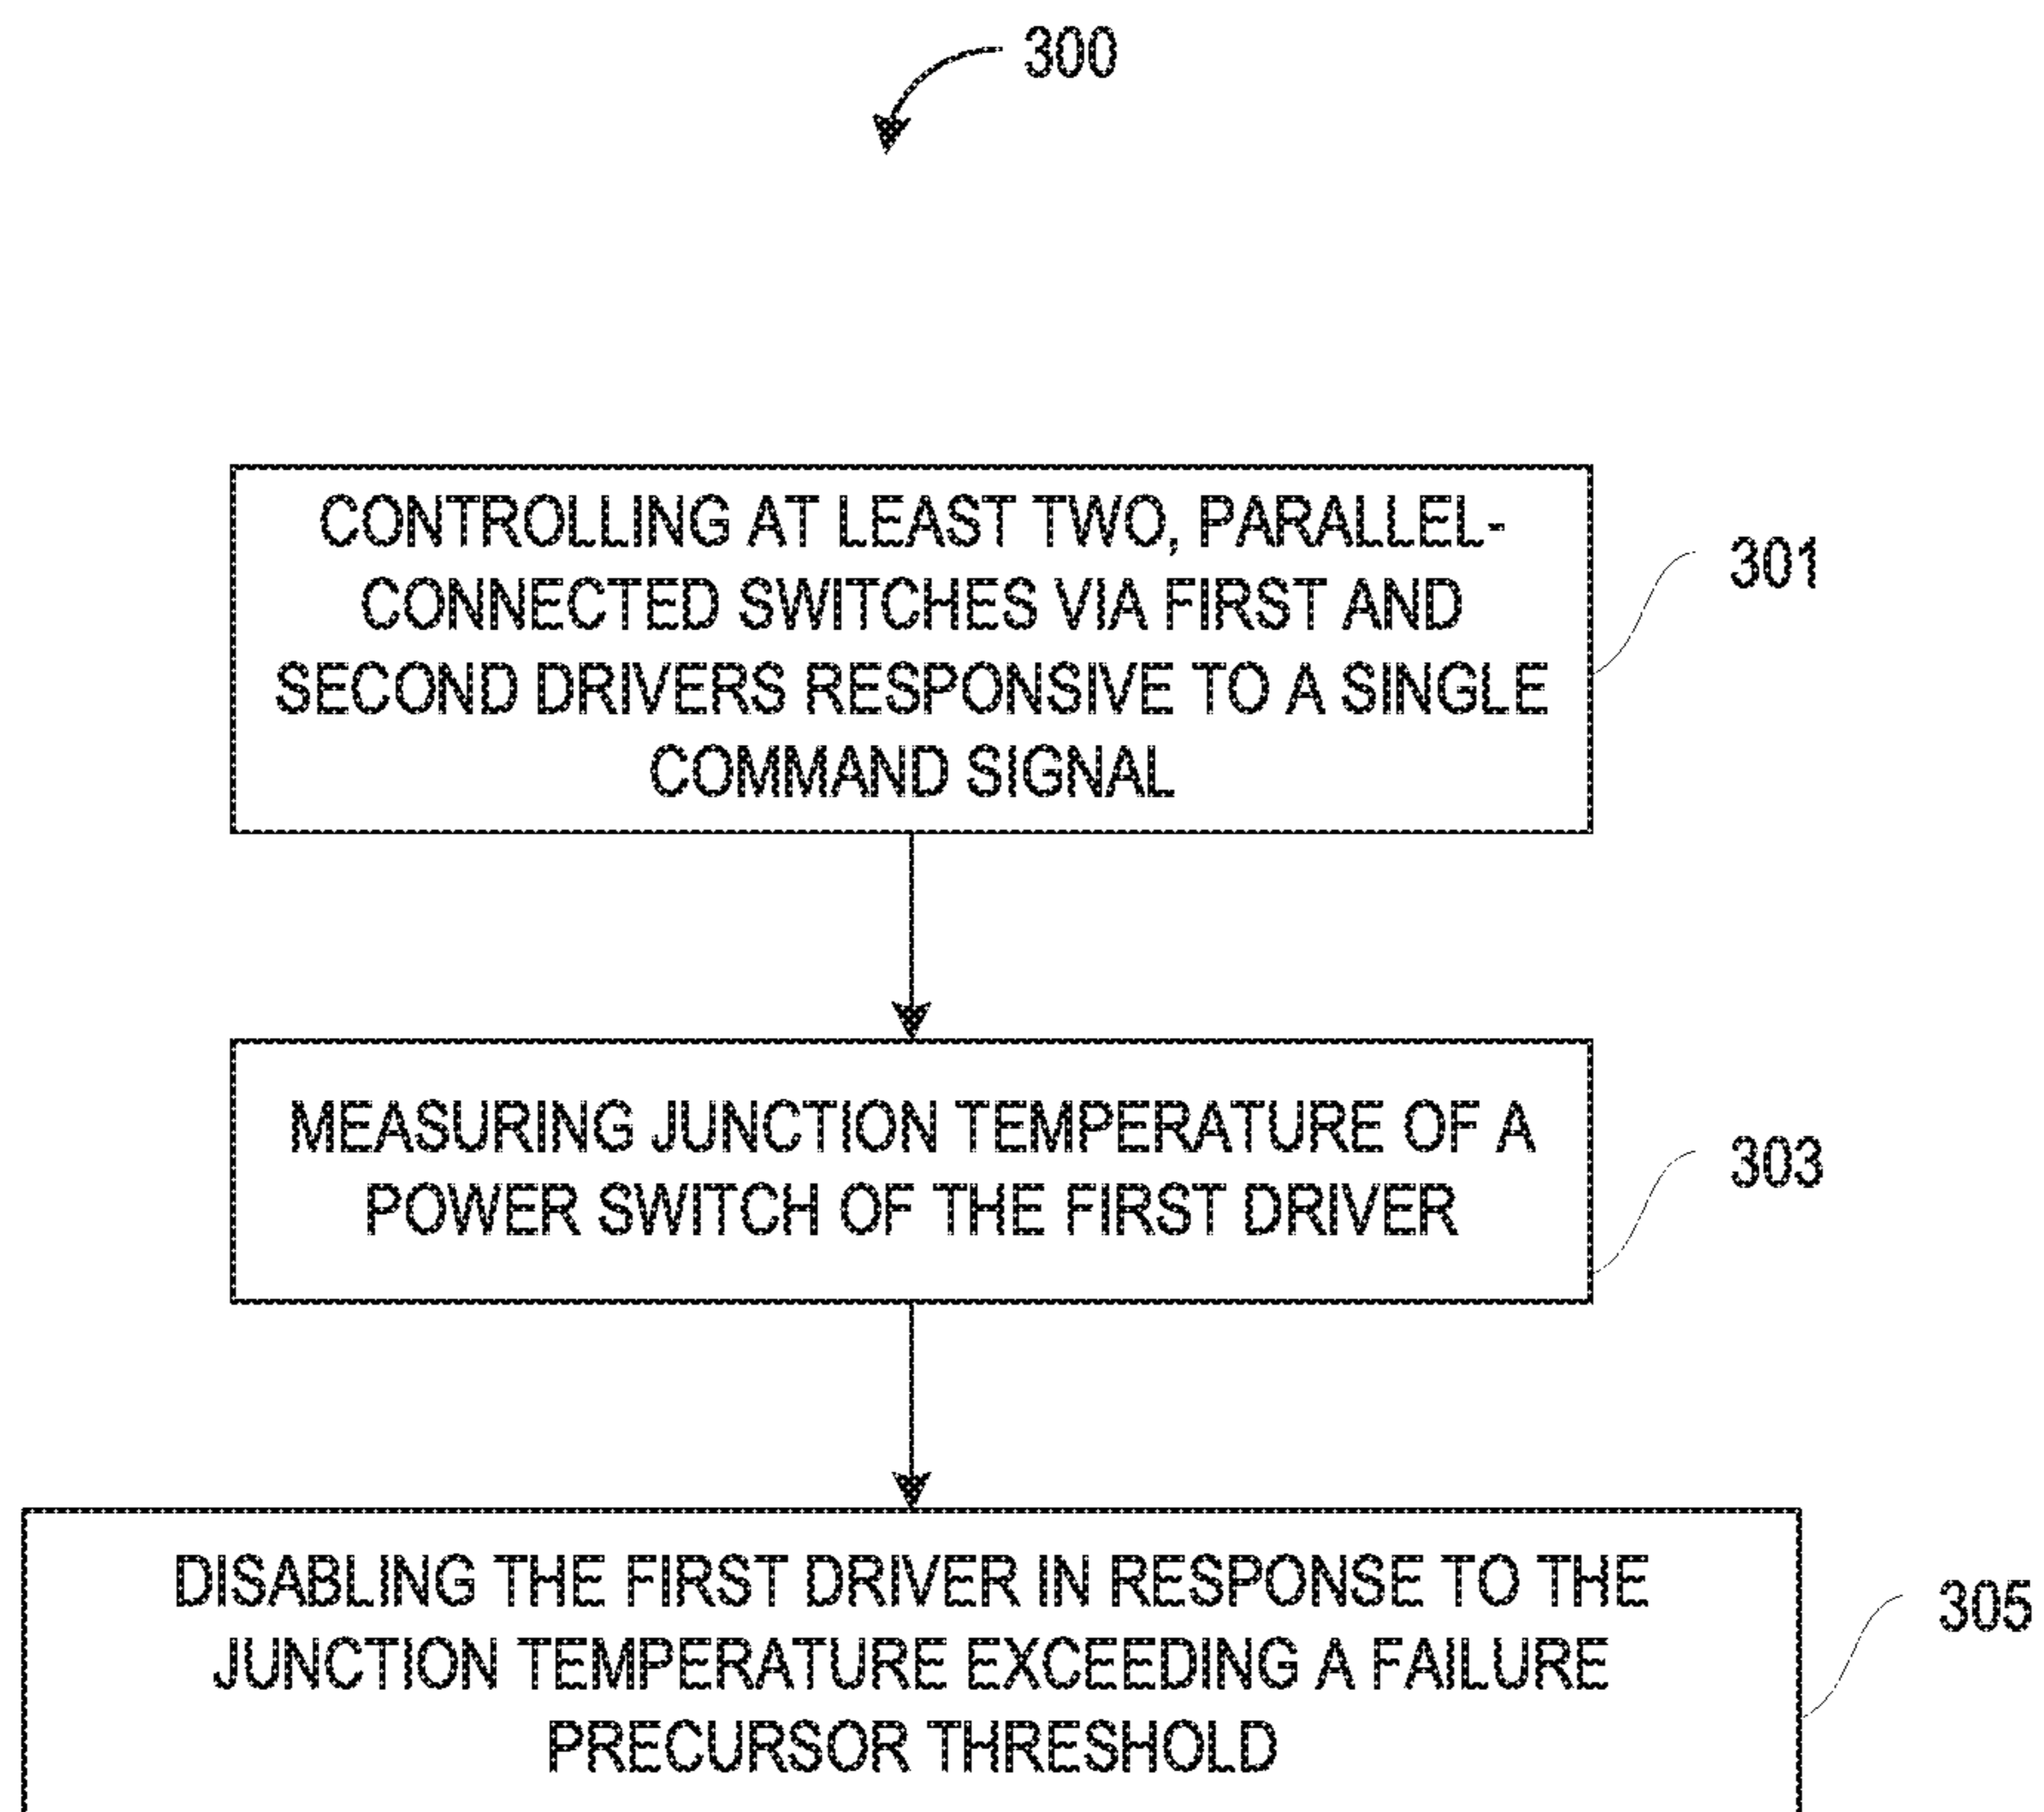 300
CONTROLLING AT LEAST TWO, PARALLEL-
CONNECTED SWITCHES VIA FIRST AND
SECOND DRIVERS RESPONSIVE TO A SINGLE
COMMAND SIGNAL
301
MEASURING JUNCTION TEMPERATURE OF A
POWER SWITCH OF THE FIRST DRIVER
303
DISABLING THE FIRST DRIVER IN RESPONSE TO THE
JUNCTION TEMPERATURE EXCEEDING A FAILURE
PRECURSOR THRESHOLD
305